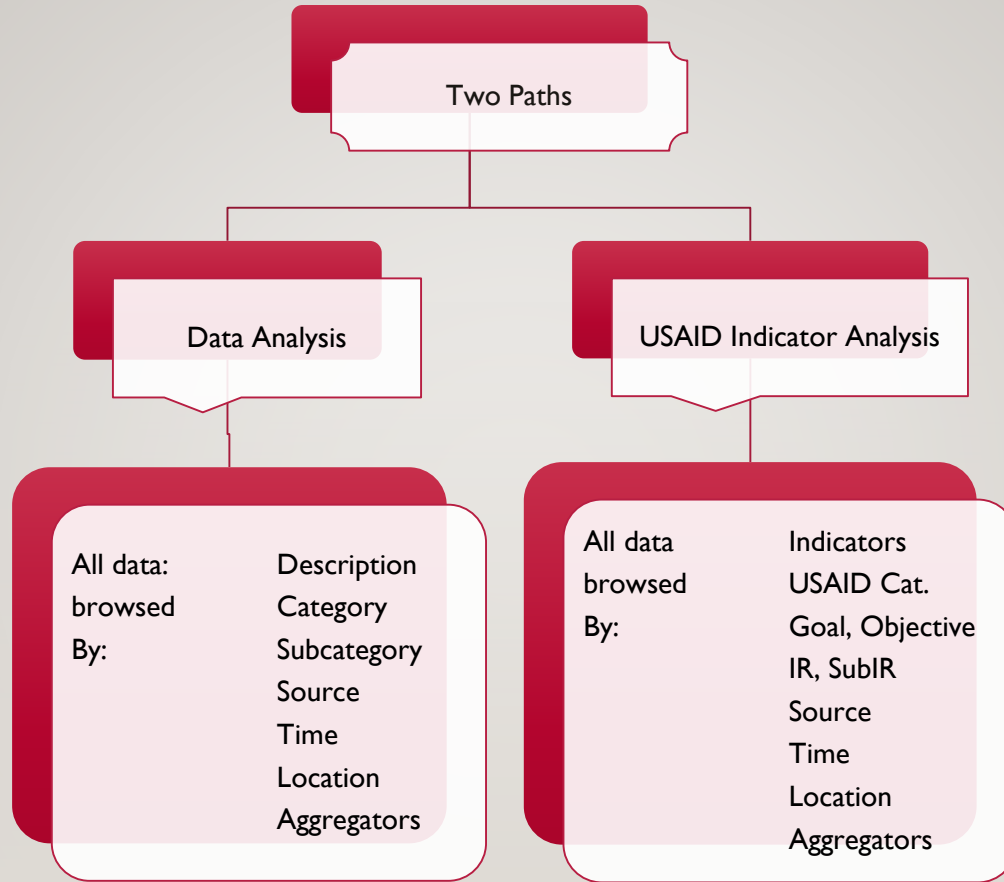 Two Paths
Data Analysis
USAID Indicator Analysis
All data: Description
browsed Category
By: Subcategory
Source
Time
Location
Aggregators
All data Indicators
browsed USAID Cat.
By: Goal, Objective
IR, SubIR
Source
Time
Location
Aggregators